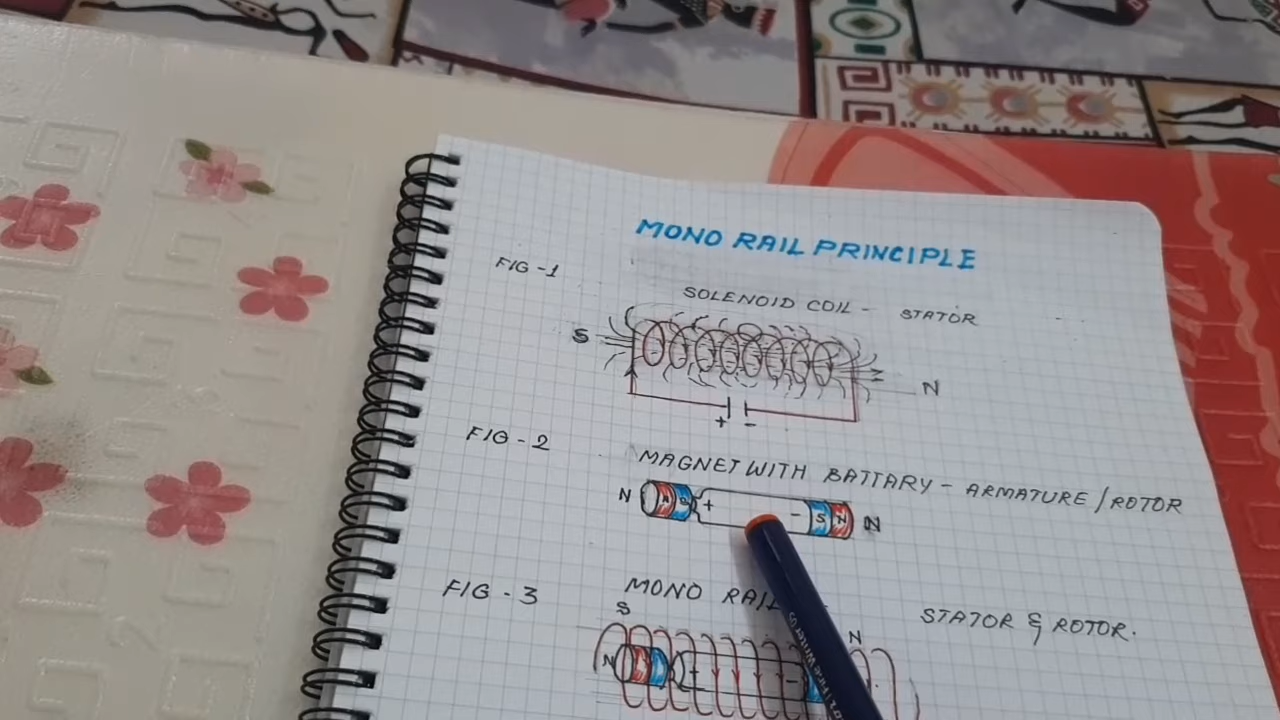 MONO RAIL PRINCIPLE
FIG-1
SOLENOID COIL - STATOR
S
N
+ -
FIG-2
MAGNET WITH BATTARY - ARMATURE/ROTOR
N + - S N N
FIG-3
MONO RAIL
STATOR & ROTOR.
S N
N + -